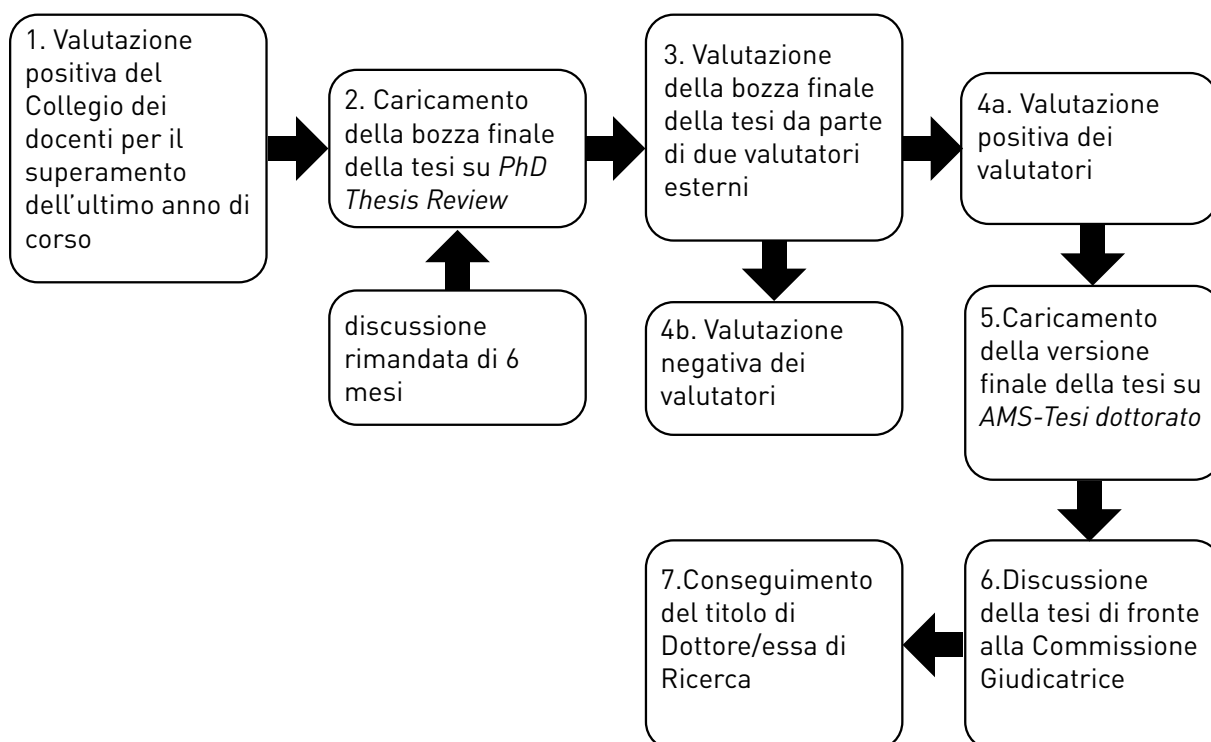 1. Valutazione
positiva del
Collegio dei
docenti per il
superamento
dell'ultimo anno di
corso
2. Caricamento
della bozza finale
della tesi su PhD
Thesis Review
3. Valutazione
della bozza finale
della tesi da parte
di due valutatori
esterni
4a. Valutazione
positiva dei
valutatori
discussione
rimandata di 6
mesi
4b. Valutazione
negativa dei
valutatori
5.Caricamento
della versione
finale della tesi su
AMS-Tesi dottorato
6.Discussione
della tesi di fronte
alla Commissione
Giudicatrice
7.Conseguimento
del titolo di
Dottore/essa di
Ricerca